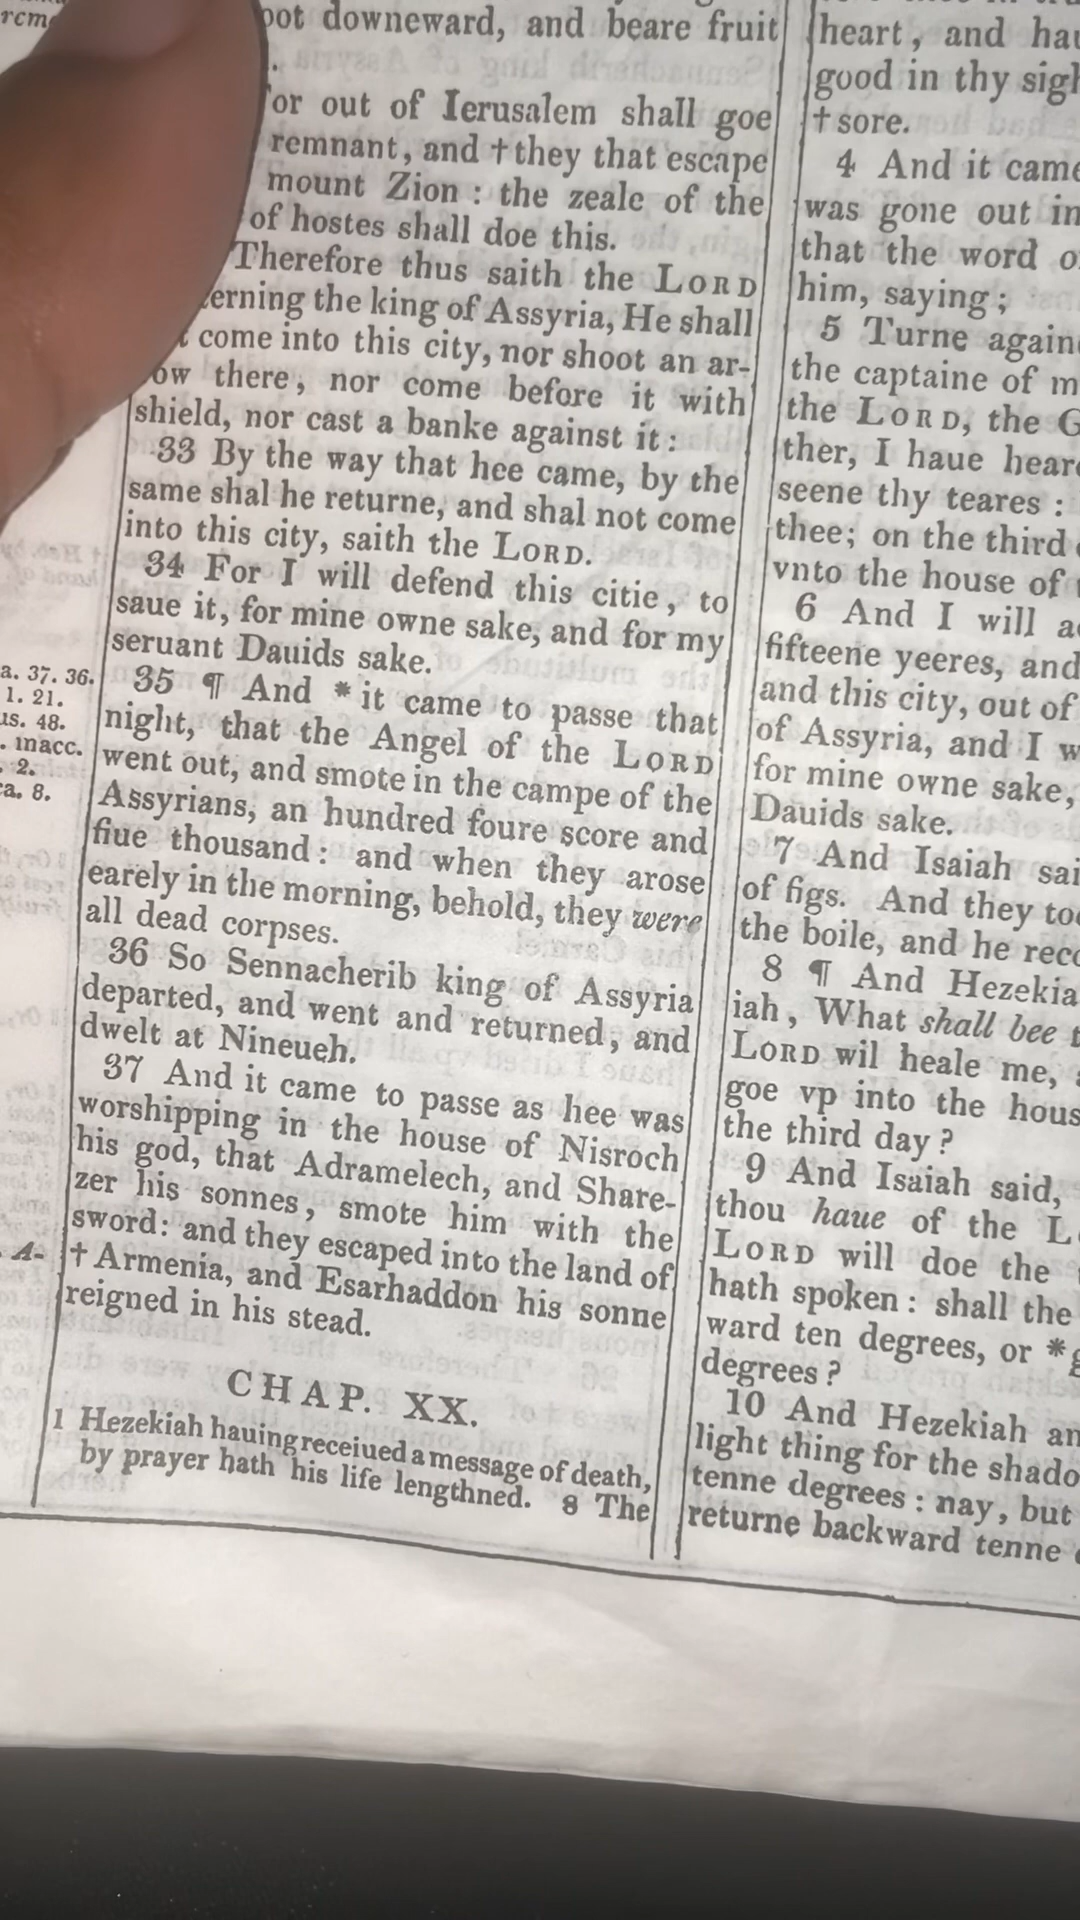 downeward, and beare fruit
out of Ierusalem shall goe
remnant, and †they that escape
mount Zion : the zeale of the
of hostes shall doe this.
Therefore thus saith the LORD
the king of Assyria, He shall
come into this city, nor shoot an ar-
there, nor come before it with
shield, nor cast a banke against it :
33 By the way that hee came, by the
same shal he returne, and shal not come
into this city, saith the LORD.
34 For I will defend this citie, to
saue it, for mine owne sake, and for my
seruant Dauids sake.
a. 37. 36.
1. 21.
us. 48.
. macc.
. 2.
a. 8.
35 ¶ And * it came to passe that
night, that the Angel of the LORD
went out, and smote in the campe of the
Assyrians, an hundred foure score and
fiue thousand : and when they arose
earely in the morning, behold, they were
all dead corpses.
36 So Sennacherib king of Assyria
departed, and went and returned, and
dwelt at Nineueh.
37 And it came to passe as hee was
worshipping in the house of Nisroch
his god, that Adramelech, and Share-
zer his sonnes, smote him with the
sword : and they escaped into the land of
† Armenia, and Esarhaddon his sonne
reigned in his stead.
A-
CHAP. XX.
1 Hezekiah hauing receiued a message of death,
by prayer hath his life lengthned. 8 The
heart, and
good in thy
† sore.
4 And it came
was gone out
that the word
him, saying ;
5 Turne again
the captaine of
the LORD, the
ther, I haue
seene thy teares :
thee; on the third
vnto the house of
6 And I will
fifteene yeeres, and
and this city, out of
of Assyria, and I
for mine owne sake,
Dauids sake.
7 And Isaiah
of figs. And they
the boile, and he
8 ¶ And
iah, What shall bee
LORD wil heale me,
goe vp into the
the third day ?
9 And Isaiah said,
thou haue of the
LORD will doe the
hath spoken : shall the
ward ten degrees, or *
degrees ?
10 And Hezekiah
light thing for the
tenne degrees : nay, but
returne backward tenne